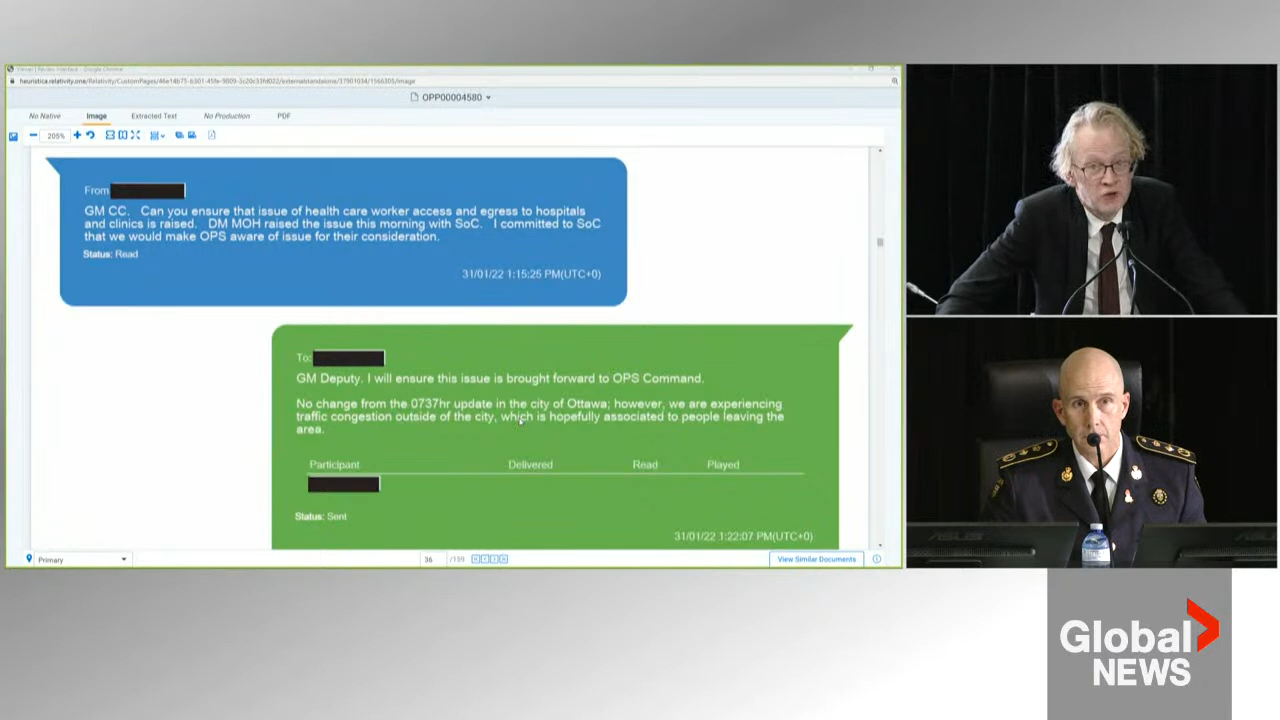 Viewer | Review Interface - Google Chrome
OPP00004580
No Native Image Extracted Text No Production PDF
205%
From
GM CC. Can you ensure that issue of health care worker access and egress to hospitals
and clinics is raised. DM MOH raised the issue this morning with SoC. I committed to SoC
that we would make OPS aware of issue for their consideration.
Status: Read
31/01/22 1:15:25 PM(UTC+0)
To:
GM Deputy. I will ensure this issue is brought forward to OPS Command.
No change from the 0737hr update in the city of Ottawa; however, we are experiencing
traffic congestion outside of the city, which is hopefully associated to people leaving the
area.
Participant Delivered Read Played
Status: Sent
31/01/22 1:22:07 PM(UTC+0)
Primary 36 /159 View Similar Documents
ASUS
Global
NEWS